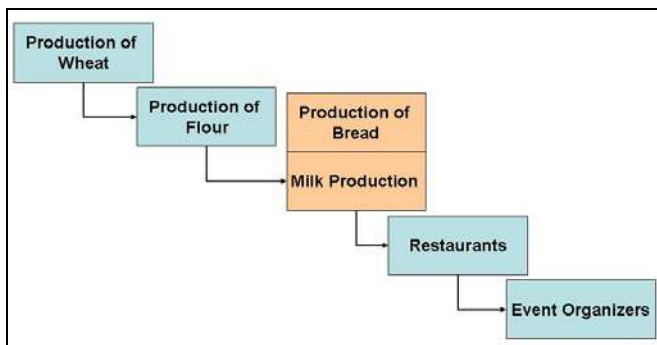 Production of
Wheat
Production of
Flour
Production of
Bread
Milk Production
Restaurants
Event Organizers